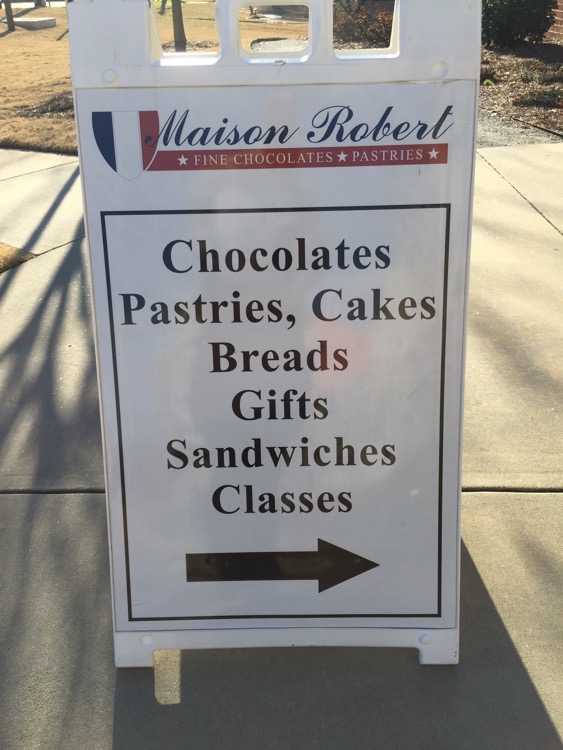 Maison Robert
★ FINE CHOCOLATES ★ PASTRIES ★
Chocolates
Pastries, Cakes
Breads
Gifts
Sandwiches
Classes